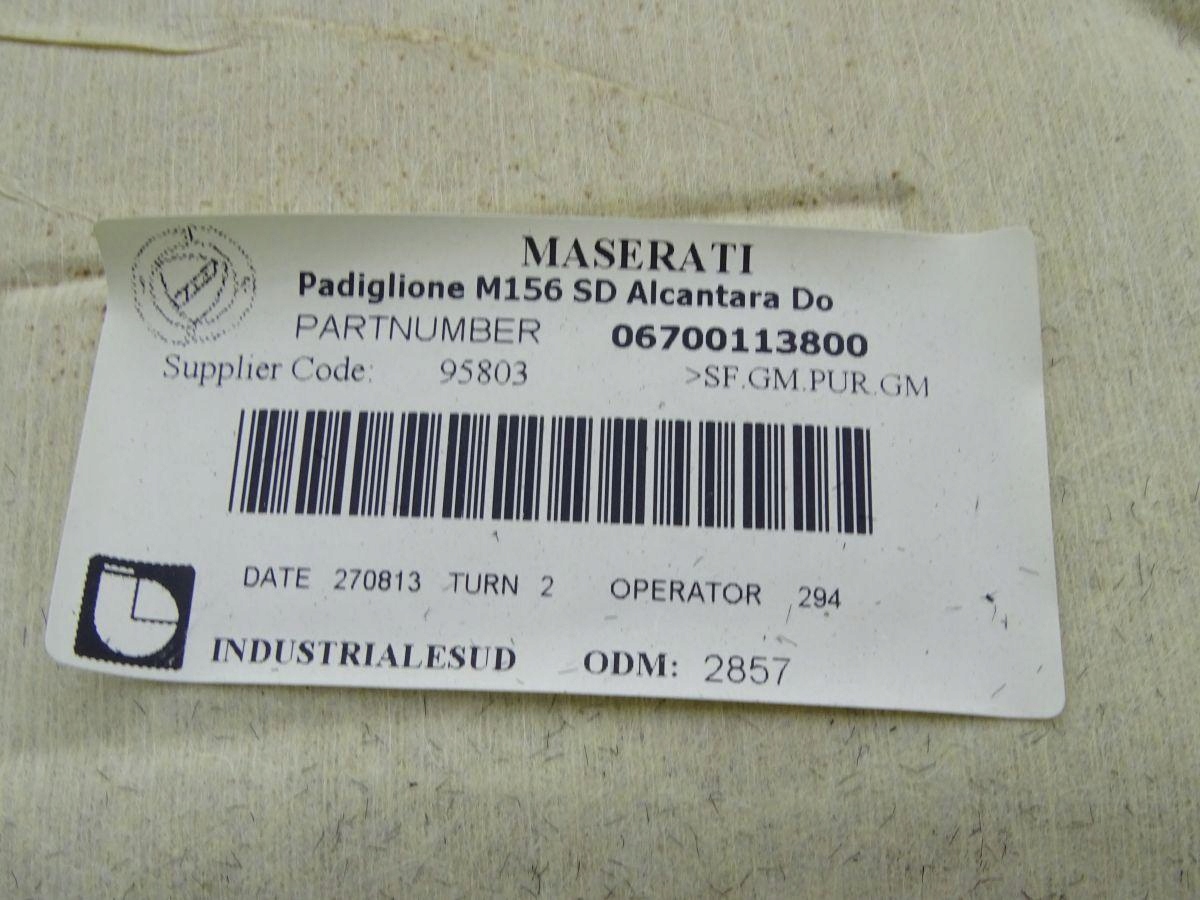 MASERATI
Padiglione M156 SD Alcantara Do
PARTNUMBER 06700113800
Supplier Code: 95803 >SF.GM.PUR.GM
DATE 270813 TURN 2 OPERATOR 294
INDUSTRIALESUD ODM: 2857